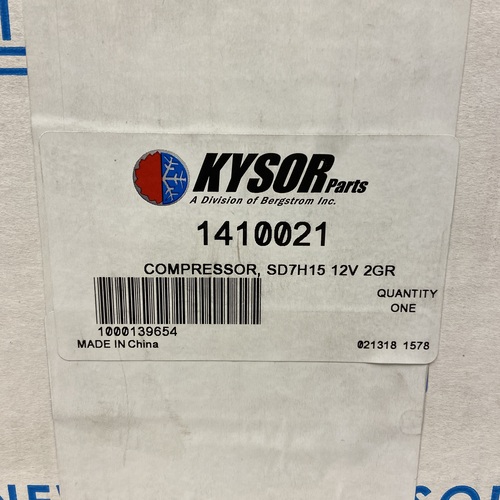 KYSOR Parts
A Division of Bergstrom Inc.
1410021
COMPRESSOR, SD7H15 12V 2GR
QUANTITY
ONE
1000139654
MADE IN China
021318 1578